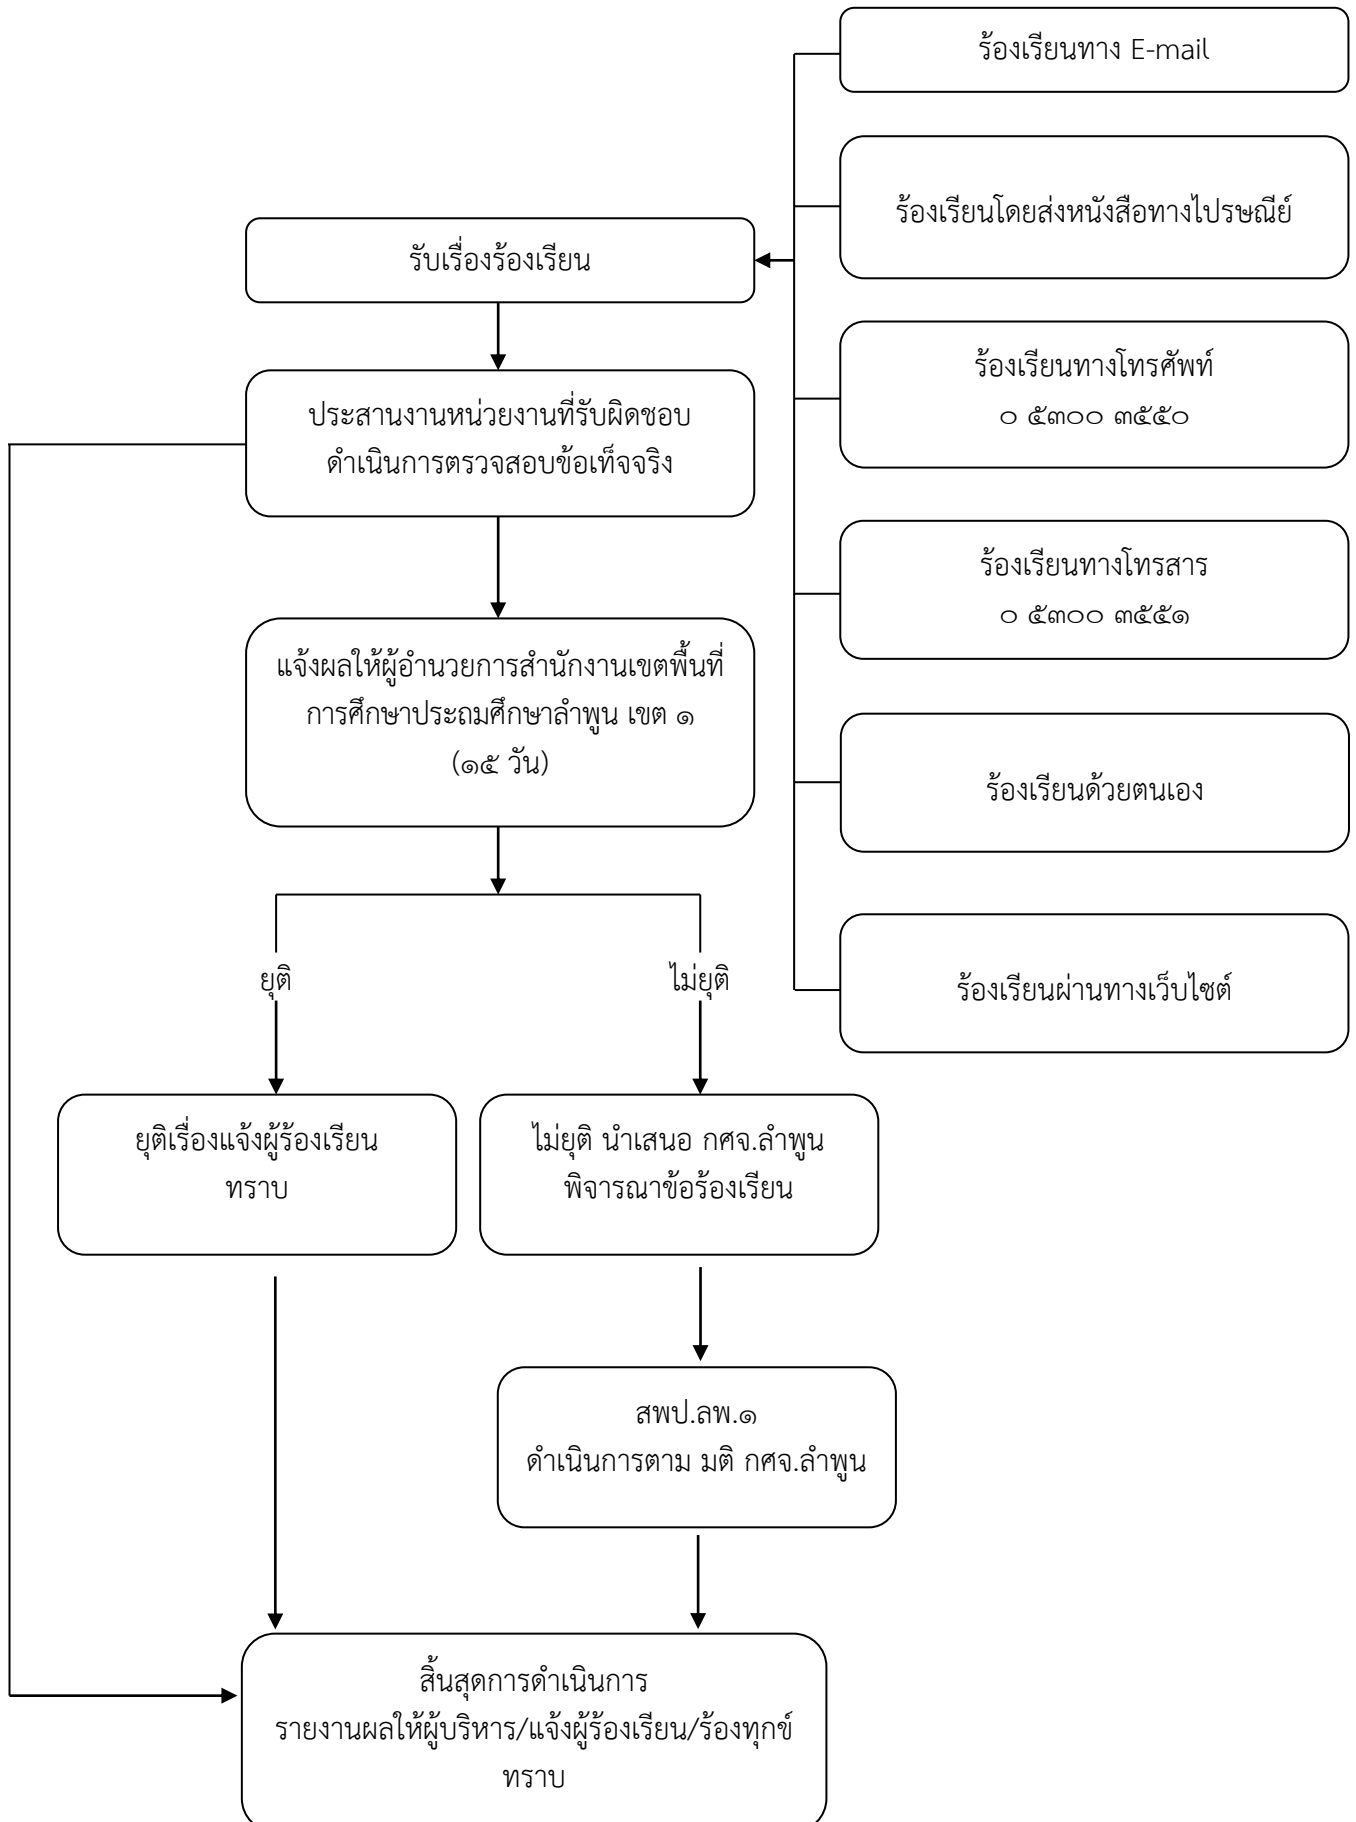 ร้องเรียนทาง E-mail
ร้องเรียนโดยส่งหนังสือทางไปรษณีย์
รับเรื่องร้องเรียน
ร้องเรียนทางโทรศัพท์
๐ ๕๓๐๐ ๓๕๕๐
ประสานงานหน่วยงานที่รับผิดชอบ
ดำเนินการตรวจสอบข้อเท็จจริง
ร้องเรียนทางโทรสาร
๐ ๕๓๐๐ ๓๕๕๑
แจ้งผลให้ผู้อำนวยการสำนักงานเขตพื้นที่
การศึกษาประถมศึกษาลำพูน เขต ๑
(๑๕ วัน)
ร้องเรียนด้วยตนเอง
ร้องเรียนผ่านทางเว็บไซต์
ยุติ
ไม่ยุติ
ยุติเรื่องแจ้งผู้ร้องเรียน
ทราบ
ไม่ยุติ นำเสนอ กศจ.ลำพูน
พิจารณาข้อร้องเรียน
สพป.ลพ.๑
ดำเนินการตาม มติ กศจ.ลำพูน
สิ้นสุดการดำเนินการ
รายงานผลให้ผู้บริหาร/แจ้งผู้ร้องเรียน/ร้องทุกข์
ทราบ